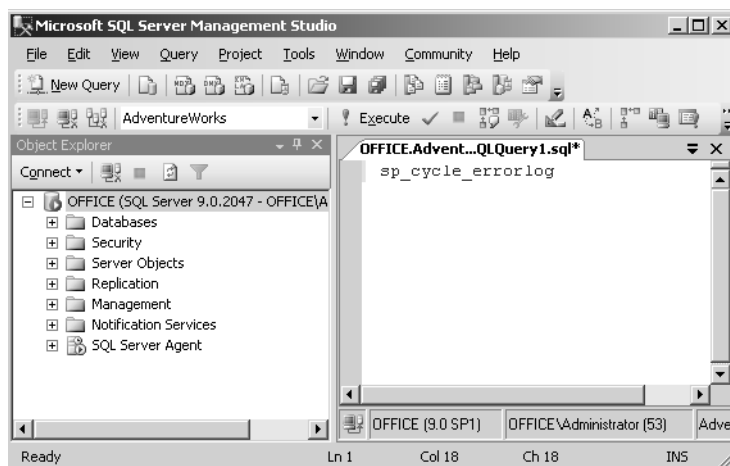 Microsoft SQL Server Management Studio
File Edit View Query Project Tools Window Community Help
New Query
AdventureWorks Execute
Object Explorer
OFFICE.Advent...QLQuery1.sql*
Connect
sp_cycle_errorlog
OFFICE (SQL Server 9.0.2047 - OFFICE\A
Databases
Security
Server Objects
Replication
Management
Notification Services
SQL Server Agent
OFFICE (9.0 SP1) OFFICE\Administrator (53) Adve
Ready Ln 1 Col 18 Ch 18 INS